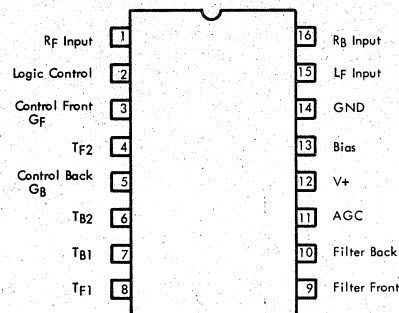 RF Input 1
Logic Control 2
Control Front 3
GF
TF2 4
Control Back 5
GB
TB2 6
TB1 7
TF1 8
16 RB Input
15 LF Input
14 GND
13 Bias
12 V+
11 AGC
10 Filter Back
9 Filter Front